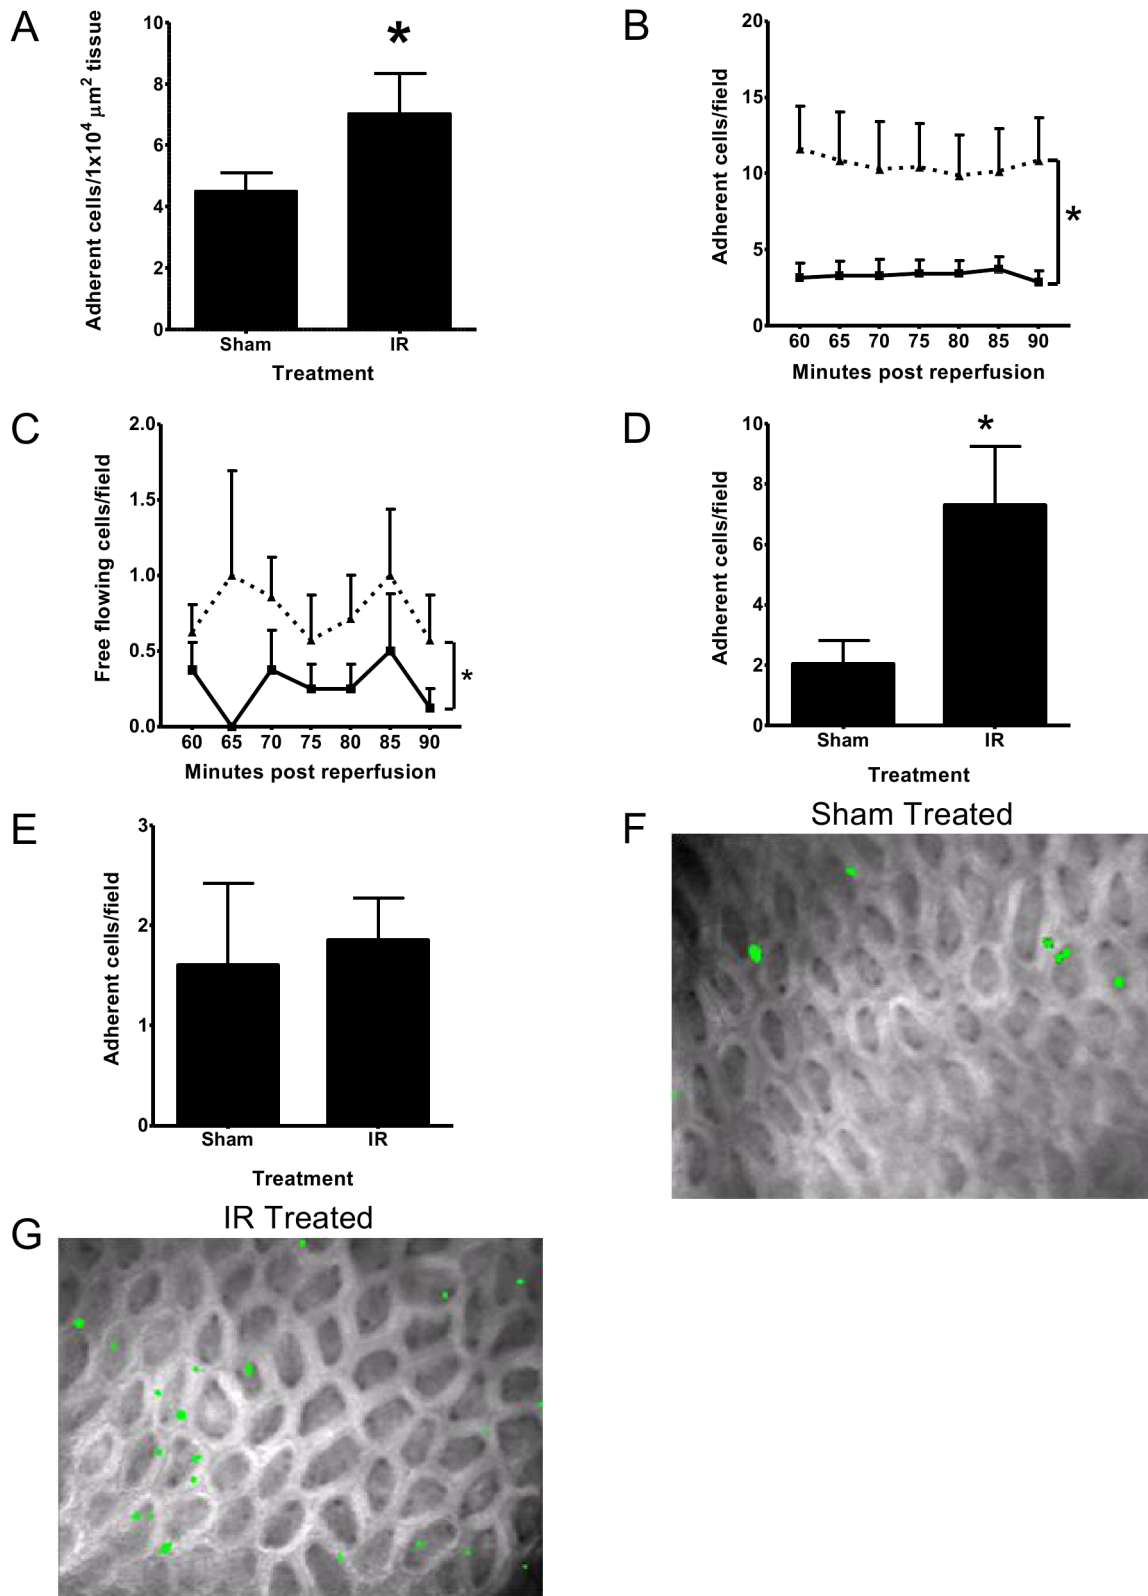 A
10
8
6
4
2
0
Adherent cells/1x10⁴ µm² tissue
*
Sham
IR
Treatment
B
20
15
10
5
0
Adherent cells/field
*
60 65 70 75 80 85 90
Minutes post reperfusion
C
2.0
1.5
1.0
0.5
0.0
Free flowing cells/field
*
60 65 70 75 80 85 90
Minutes post reperfusion
D
10
8
6
4
2
0
Adherent cells/field
*
Sham
IR
Treatment
E
3
2
1
0
Adherent cells/field
Sham
IR
Treatment
F
Sham Treated
G
IR Treated